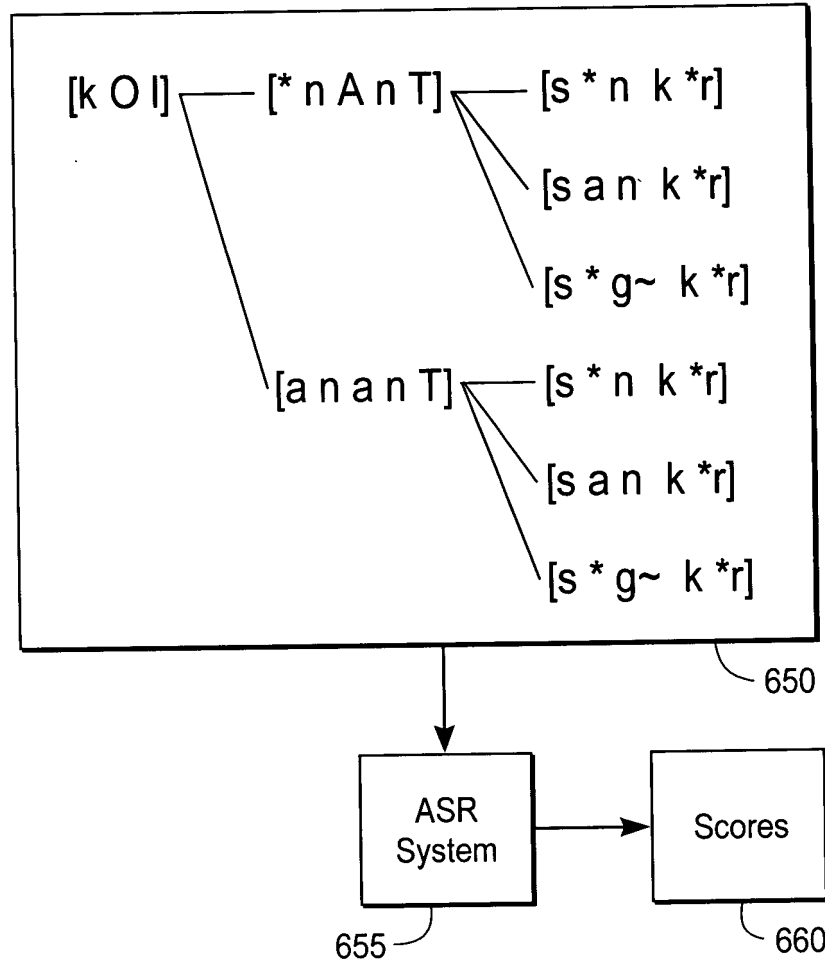 [k O l] [* n A n T] [s * n k *r]
[s a n k *r]
[s * g~ k *r]
[a n a n T] [s * n k *r]
[s a n k *r]
[s * g~ k *r]
650
ASR
System
Scores
655
660